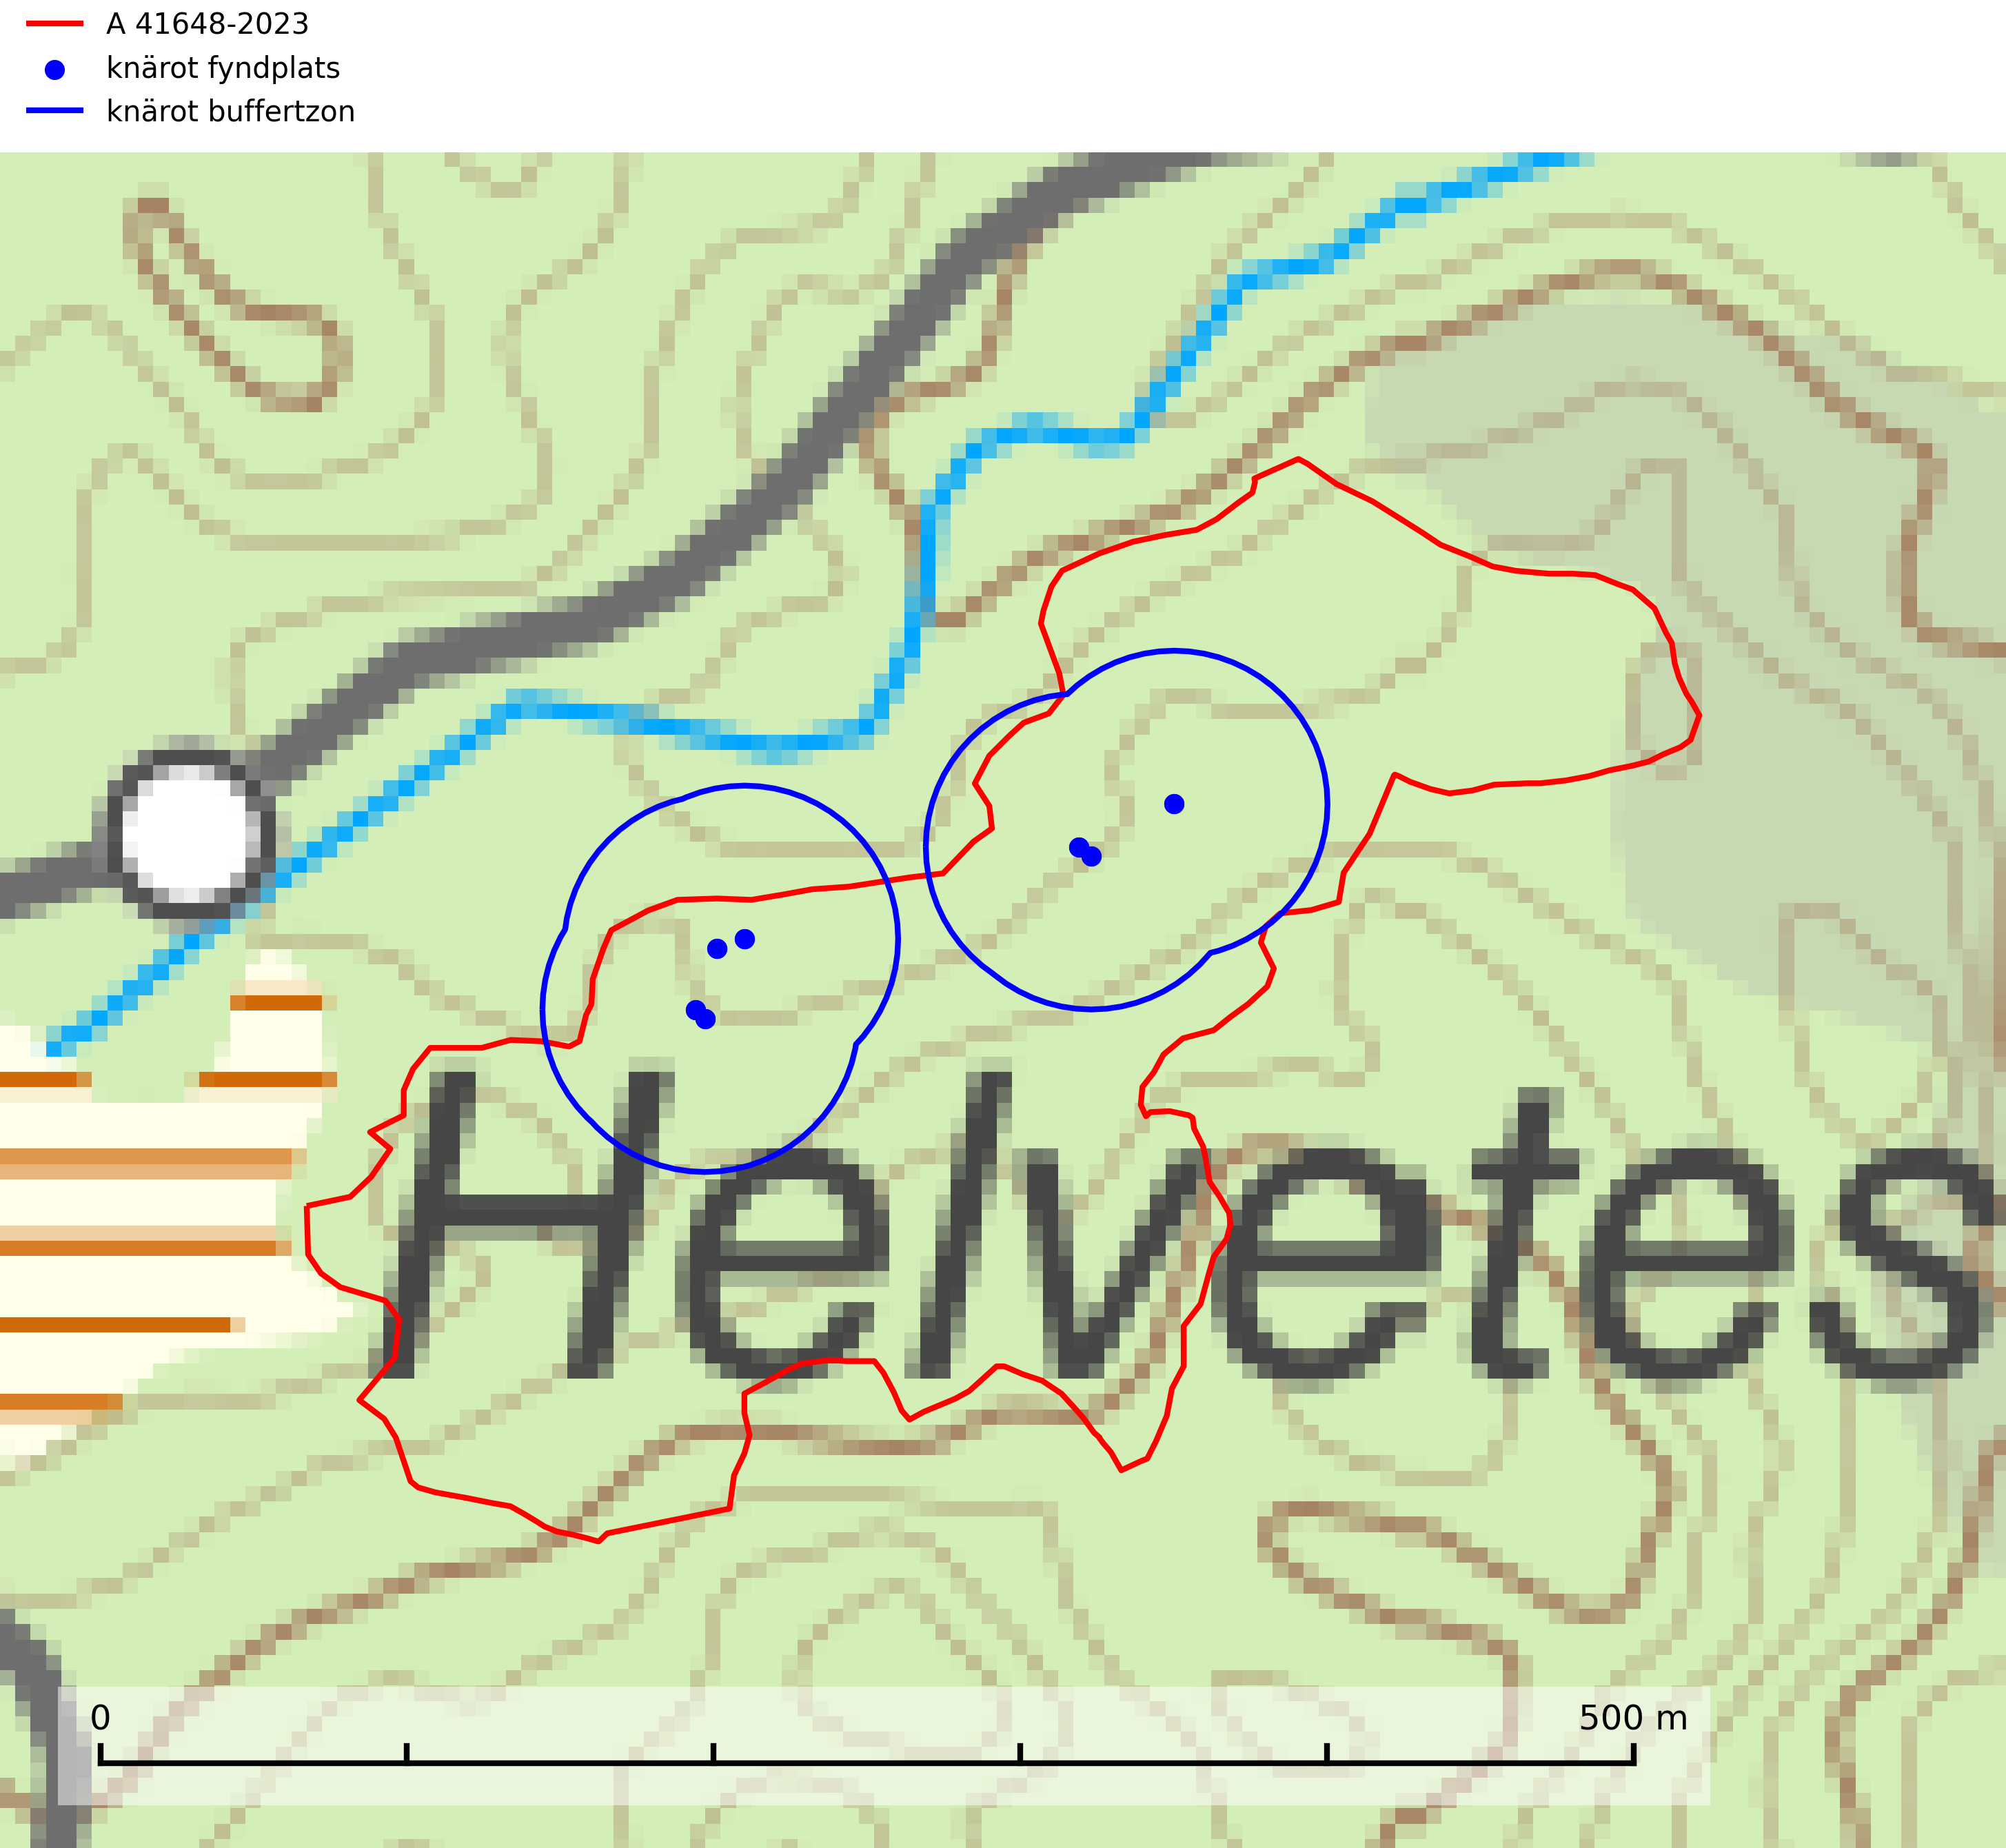 A 41648-2023
knärot fyndplats
knärot buffertzon
Helvetes
0 500 m